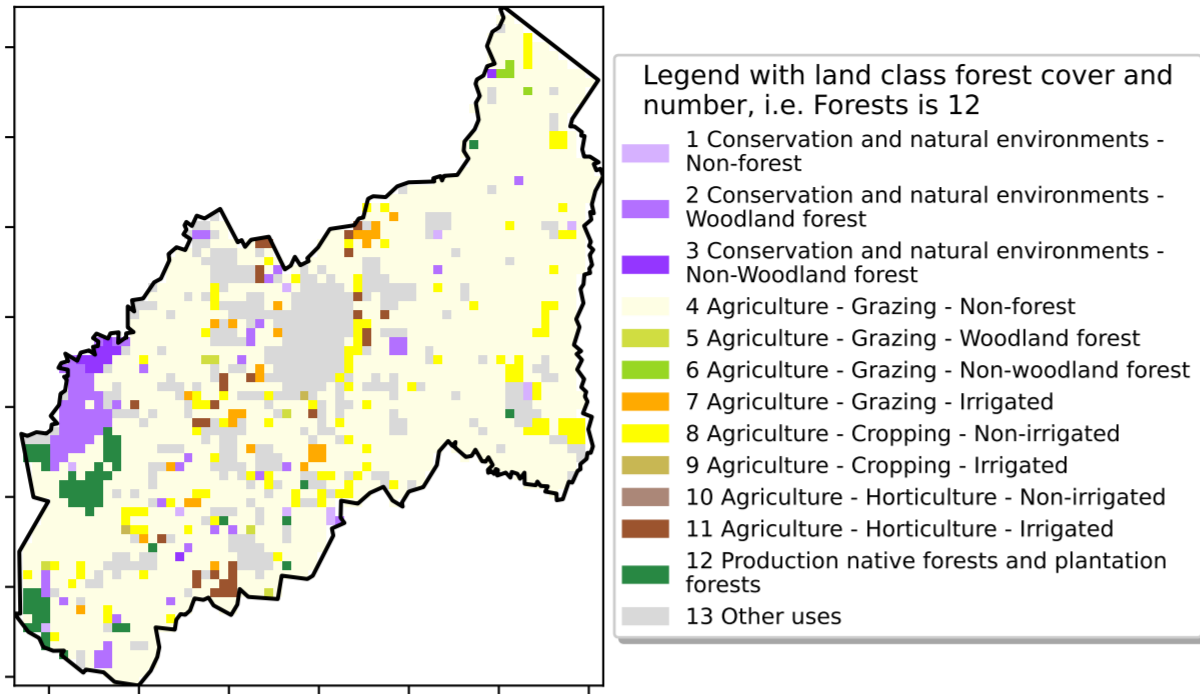 Legend with land class forest cover and
number, i.e. Forests is 12
1 Conservation and natural environments -
Non-forest
2 Conservation and natural environments -
Woodland forest
3 Conservation and natural environments -
Non-Woodland forest
4 Agriculture - Grazing - Non-forest
5 Agriculture - Grazing - Woodland forest
6 Agriculture - Grazing - Non-woodland forest
7 Agriculture - Grazing - Irrigated
8 Agriculture - Cropping - Non-irrigated
9 Agriculture - Cropping - Irrigated
10 Agriculture - Horticulture - Non-irrigated
11 Agriculture - Horticulture - Irrigated
12 Production native forests and plantation
forests
13 Other uses